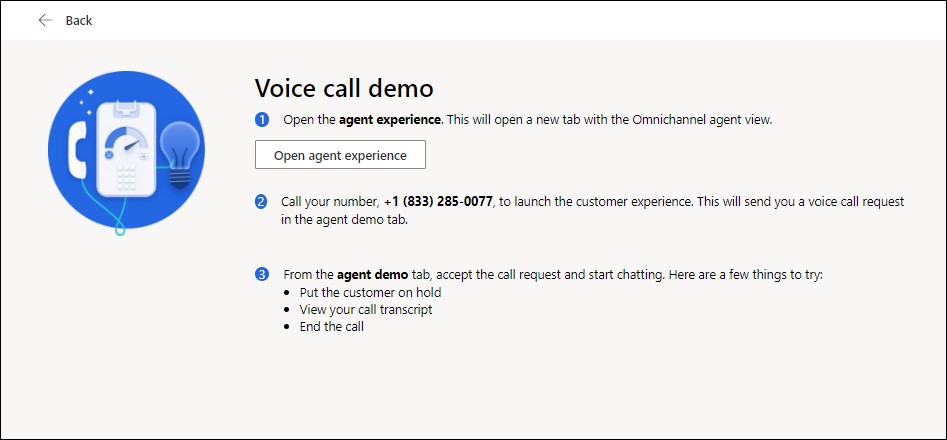 Back
Voice call demo
1 Open the agent experience. This will open a new tab with the Omnichannel agent view.
Open agent experience
2 Call your number, +1 (833) 285-0077, to launch the customer experience. This will send you a voice call request
in the agent demo tab.
3 From the agent demo tab, accept the call request and start chatting. Here are a few things to try:
• Put the customer on hold
• View your call transcript
• End the call